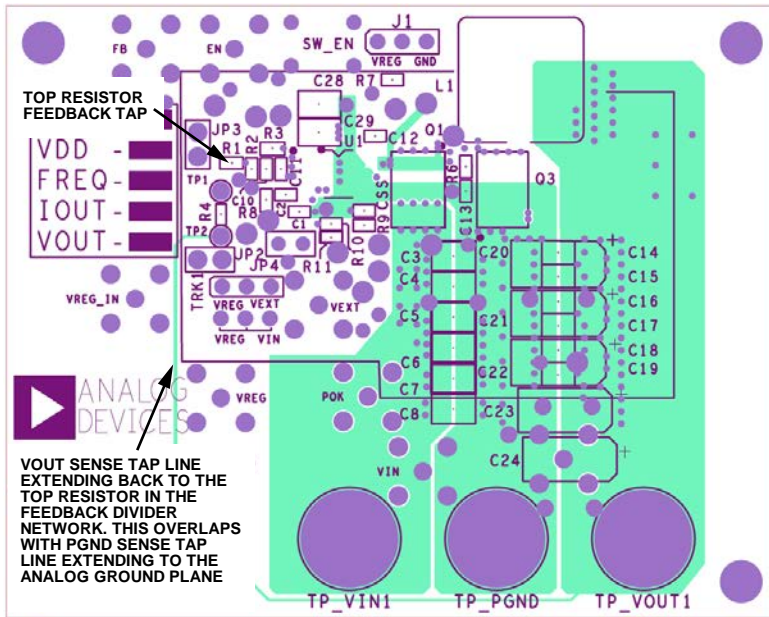 J1
FB
EN
SW_EN
VREG GND
C28
R7
L1
TOP RESISTOR
FEEDBACK TAP
C29
U1
JP3
R1
R2
R3
C12
Q1
VDD -
FREQ-
IOUT-
VOUT-
TP1
C11
R6
Q3
R4
C10
R8
C2
CSS
C13
TP2
C1
R9
R10
JP2
R11
TRK1
JP4
C3
C20
C14
C4
C15
VREG_IN
VREG VEXT
VEXT
C16
C5
C21
C17
VREG VIN
C18
C6
C22
C19
ANALOG
DEVICES
VREG
POK
C7
C8
C23
VIN
C24
VOUT SENSE TAP LINE
EXTENDING BACK TO THE
TOP RESISTOR IN THE
FEEDBACK DIVIDER
NETWORK. THIS OVERLAPS
WITH PGND SENSE TAP
LINE EXTENDING TO THE
ANALOG GROUND PLANE
TP_VIN1
TP_PGND
TP_VOUT1